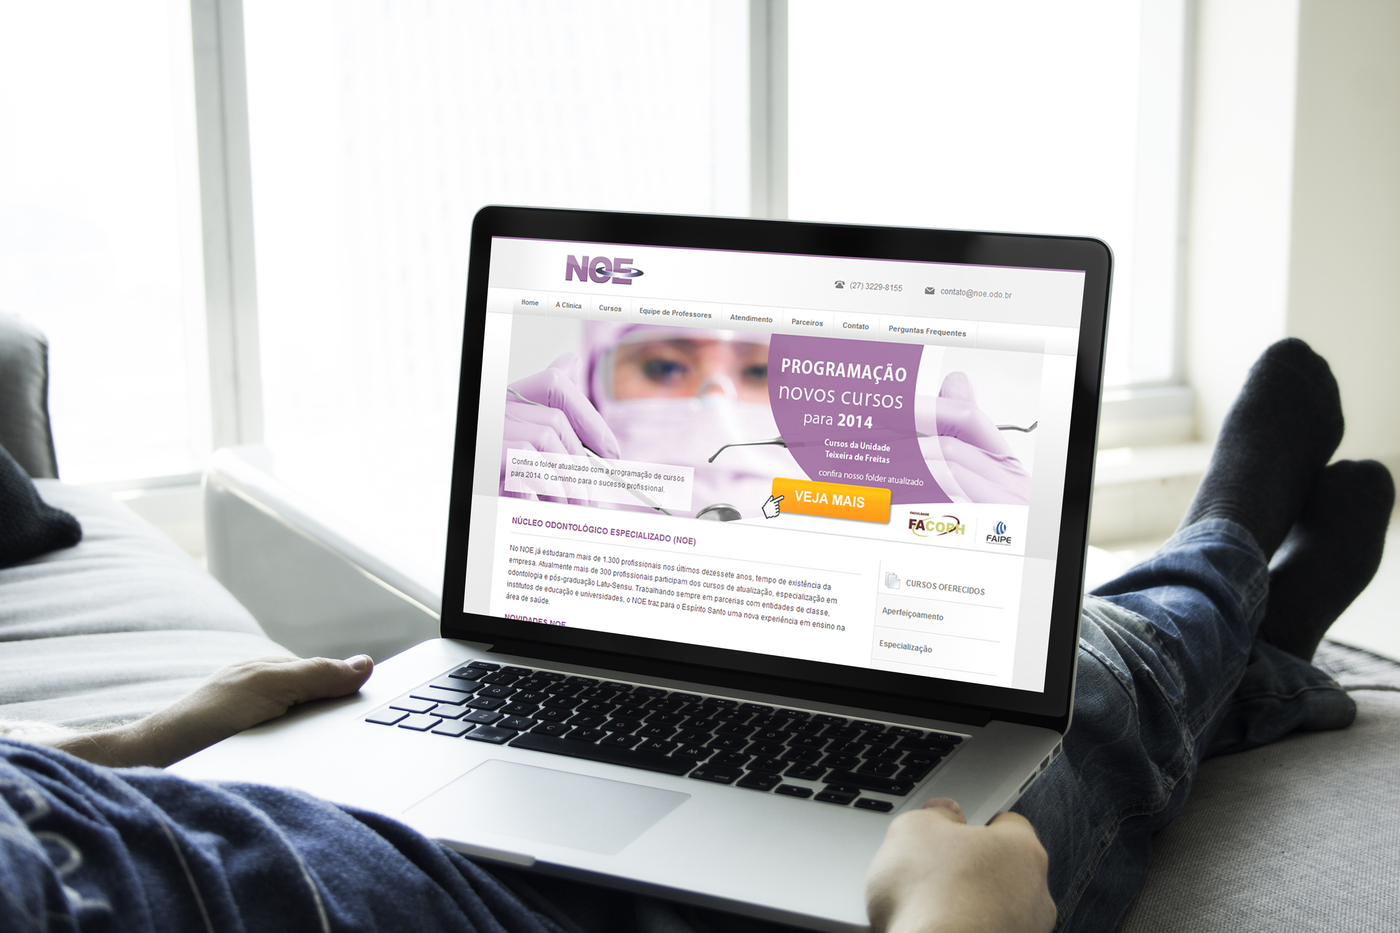 NOE
(27) 3229-8155
contato@noe.odo.br
Home
A Clínica
Cursos
Equipe de Professores
Atendimento
Parceiros
Contato
Perguntas Frequentes
PROGRAMAÇÃO
novos cursos
para 2014
Cursos da Unidade
Teixeira de Freitas
confira nosso folder atualizado
VEJA MAIS
Confira o folder atualizado com a programação de cursos
para 2014. O caminho para o sucesso profissional.
FACULDADE
FACOPH
FAIPE
NÚCLEO ODONTOLÓGICO ESPECIALIZADO (NOE)
No NOE já estudaram mais de 1.300 profissionais nos últimos dezessete anos, tempo de existência da
empresa. Atualmente mais de 300 profissionais participam dos cursos de atualização, especialização em
odontologia e pós-graduação Latu-Sensu. Trabalhando sempre em parcerias com entidades de classe,
institutos de educação e universidades, o NOE traz para o Espírito Santo uma nova experiência em ensino na
área de saúde.
NOVIDADES NOE
CURSOS OFERECIDOS
Aperfeiçoamento
Especialização